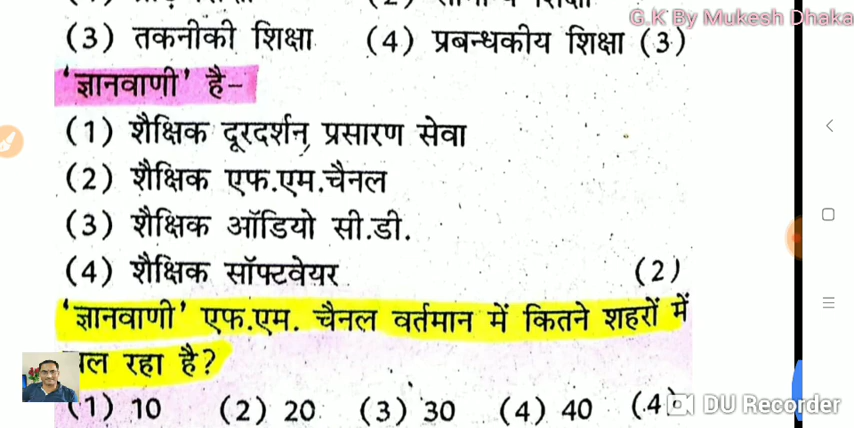 G.K By Mukesh Dhaka
(3) तकनीकी शिक्षा (4) प्रबन्धकीय शिक्षा (3)
'ज्ञानवाणी' है–
(1) शैक्षिक दूरदर्शन प्रसारण सेवा
(2) शैक्षिक एफ.एम.चैनल
(3) शैक्षिक ऑडियो सी.डी.
(4) शैक्षिक सॉफ्टवेयर (2)
'ज्ञानवाणी' एफ.एम. चैनल वर्तमान में कितने शहरों में
रहा है?
(1) 10 (2) 20 (3) 30 (4) 40 (4)
DU Recorder